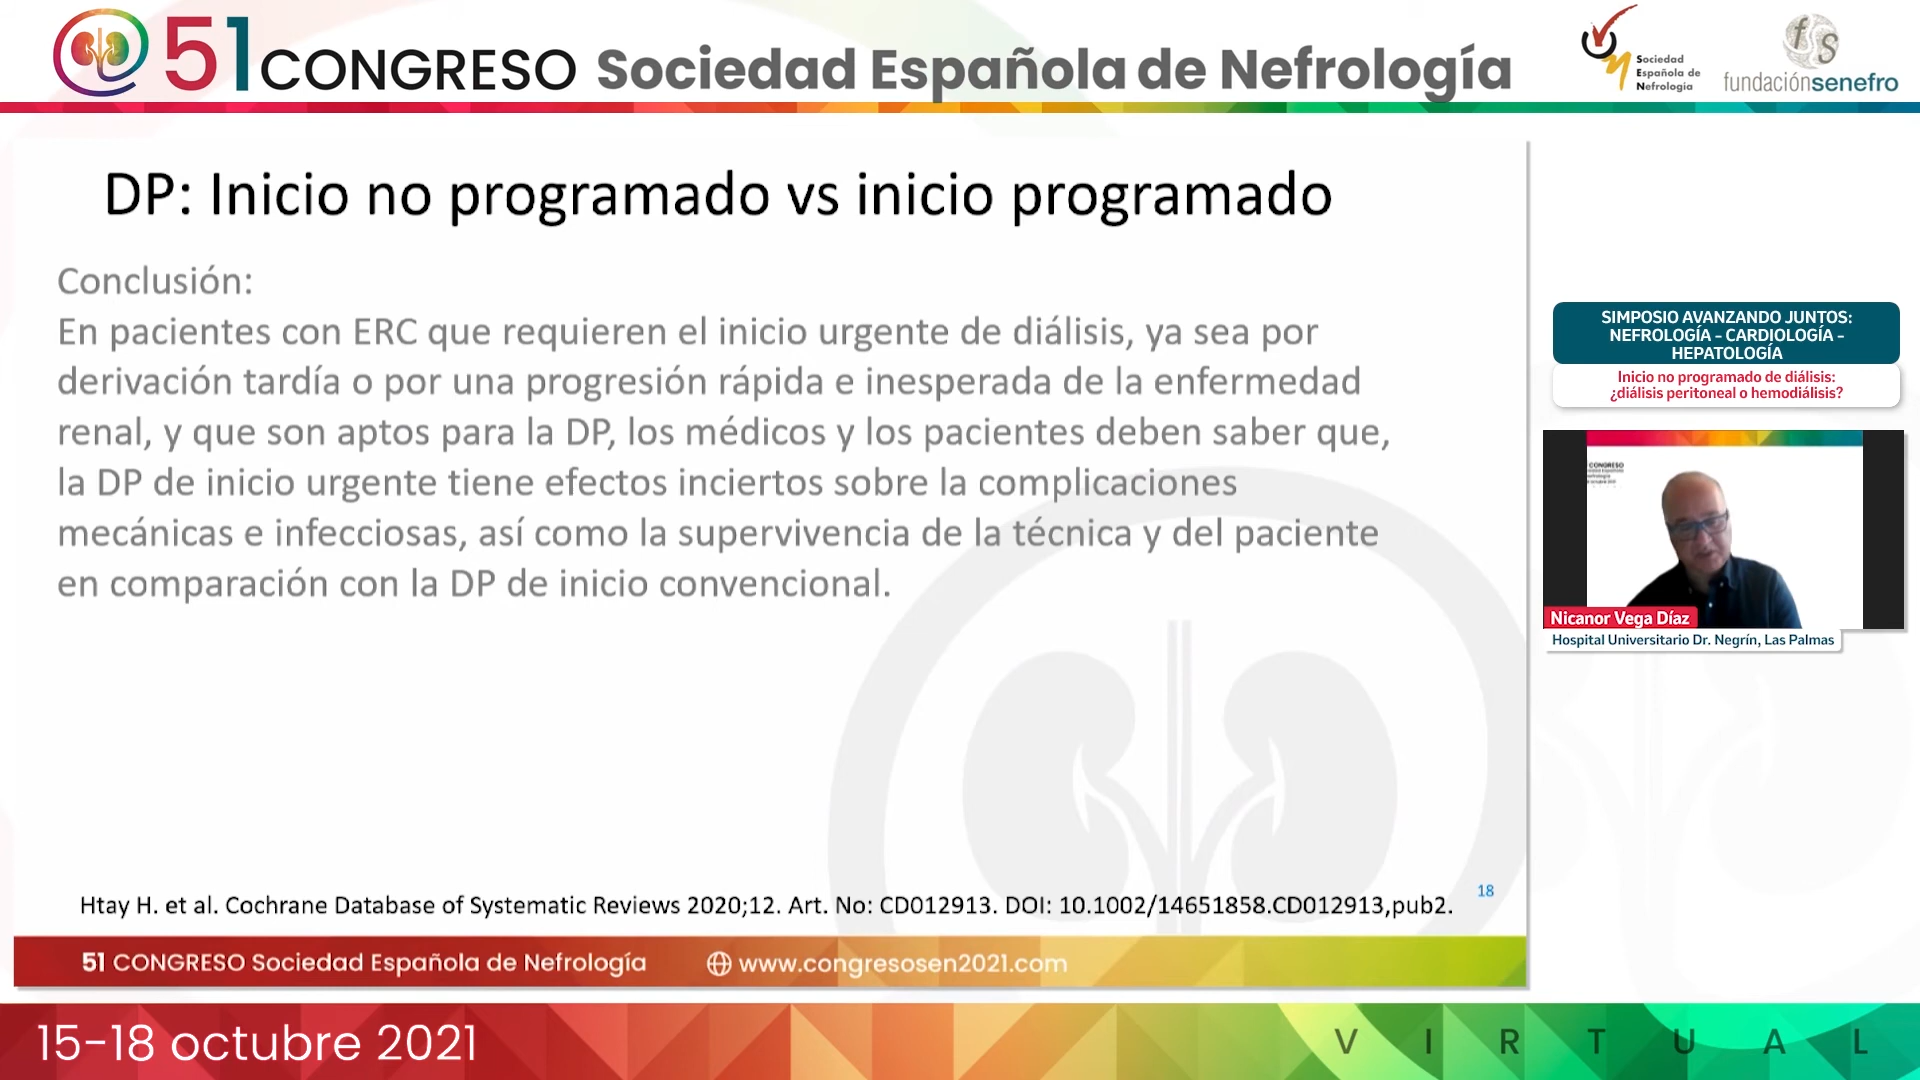 51 CONGRESO Sociedad Española de Nefrología
Sociedad
Española de
Nefrología
fs
fundaciónsenefro
DP: Inicio no programado vs inicio programado
Conclusión:
En pacientes con ERC que requieren el inicio urgente de diálisis, ya sea por
derivación tardía o por una progresión rápida e inesperada de la enfermedad
renal, y que son aptos para la DP, los médicos y los pacientes deben saber que,
la DP de inicio urgente tiene efectos inciertos sobre la complicaciones
mecánicas e infecciosas, así como la supervivencia de la técnica y del paciente
en comparación con la DP de inicio convencional.
Htay H. et al. Cochrane Database of Systematic Reviews 2020;12. Art. No: CD012913. DOI: 10.1002/14651858.CD012913,pub2.
18
51 CONGRESO Sociedad Española de Nefrología
www.congresosen2021.com
SIMPOSIO AVANZANDO JUNTOS:
NEFROLOGÍA - CARDIOLOGÍA -
HEPATOLOGÍA
Inicio no programado de diálisis:
¿diálisis peritoneal o hemodiálisis?
CONGRESO
Nicanor Vega Díaz
Hospital Universitario Dr. Negrín, Las Palmas
15-18 octubre 2021
VIRTUAL